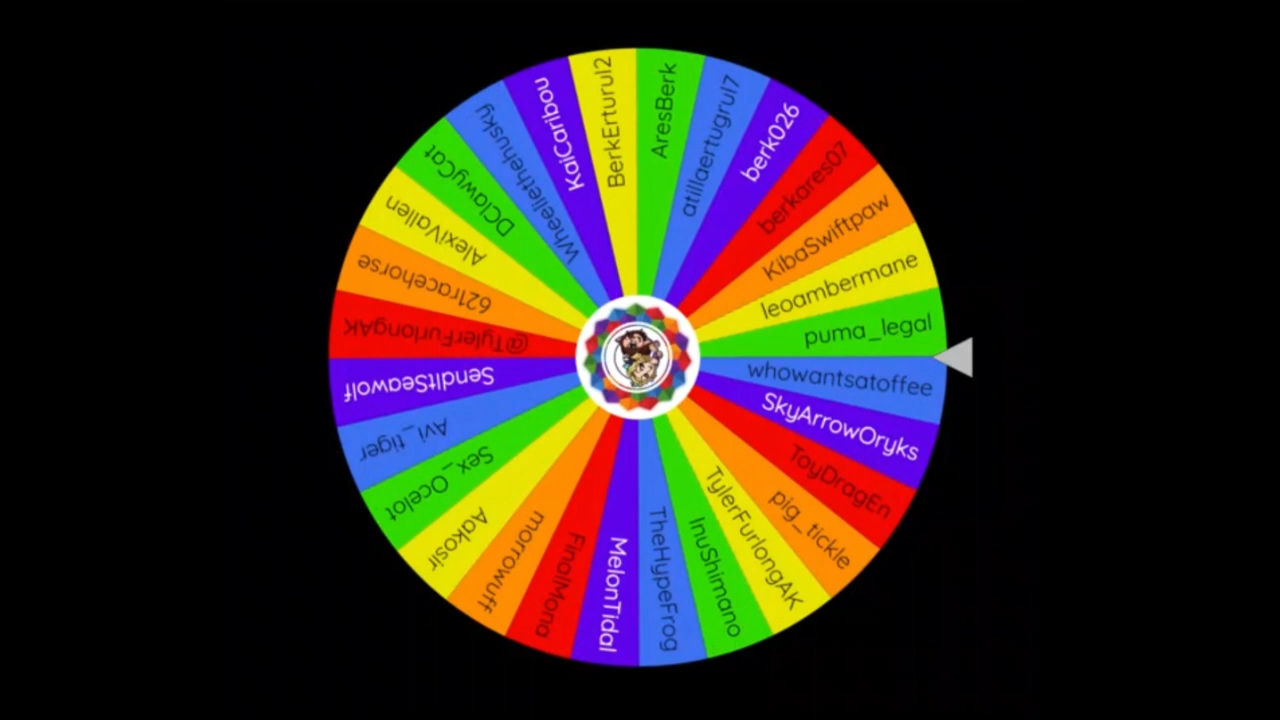 BerkErturul2
AresBerk
atillaertugrul7
berk026
berkares07
KibaSwiftpaw
leoambermane
puma_legal
whowantsatoffee
SkyArrowOryks
ToyDragEn
pig_tickle
TylerFurlongAK
InuShimano
TheHypeFrog
MelonTidal
FinalMona
morrowuff
Aakosir
Sex_Ocelot
Avi_tiger
SendItSeawolf
@TylerFurlongAK
621racehorse
AlexiVallen
DClawyCat
Wheeliethehusky
KaiCaribou